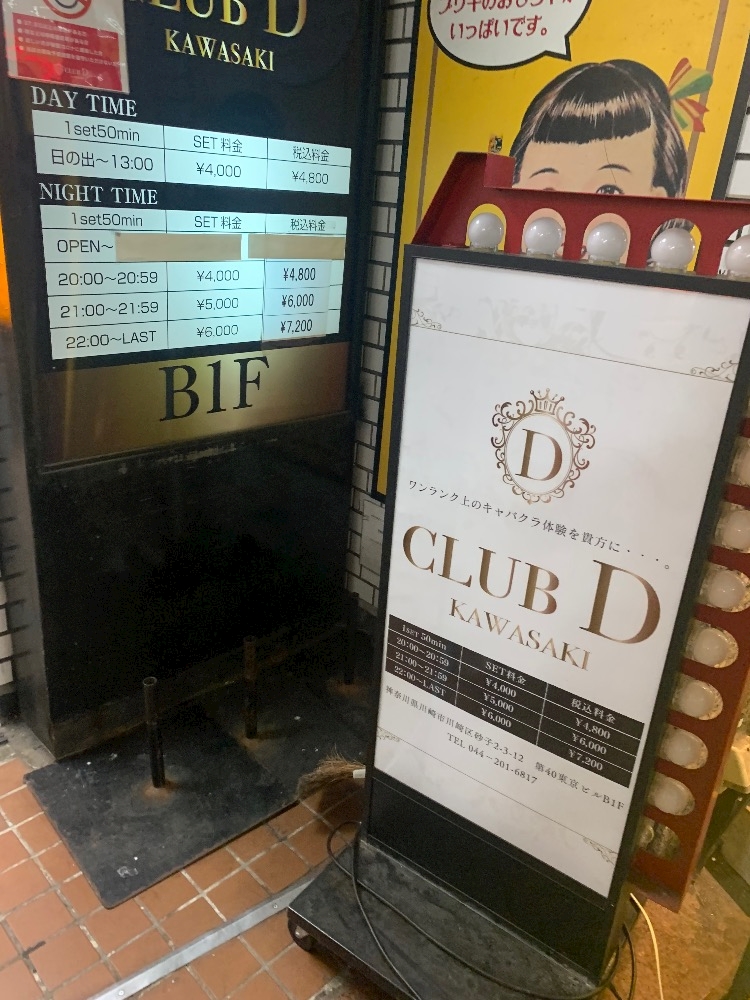 CLUB D
KAWASAKI
DAY TIME
1set50min SET料金 税込料金
日の出〜13:00 ¥4,000 ¥4,800
NIGHT TIME
1set50min SET料金 税込料金
OPEN〜
20:00〜20:59 ¥4,000 ¥4,800
21:00〜21:59 ¥5,000 ¥6,000
22:00〜LAST ¥6,000 ¥7,200
B1F
いっぱいです。
D
ワンランク上のキャバクラ体験を貴方に・・・。
CLUB D
KAWASAKI
1SET 50min SET料金 税込料金
20:00〜20:59 ¥4,000 ¥4,800
21:00〜21:59 ¥5,000 ¥6,000
22:00〜LAST ¥6,000 ¥7,200
神奈川県川崎市川崎区砂子2-3-12 第40東京ビルB1F
TEL 044－201-6817